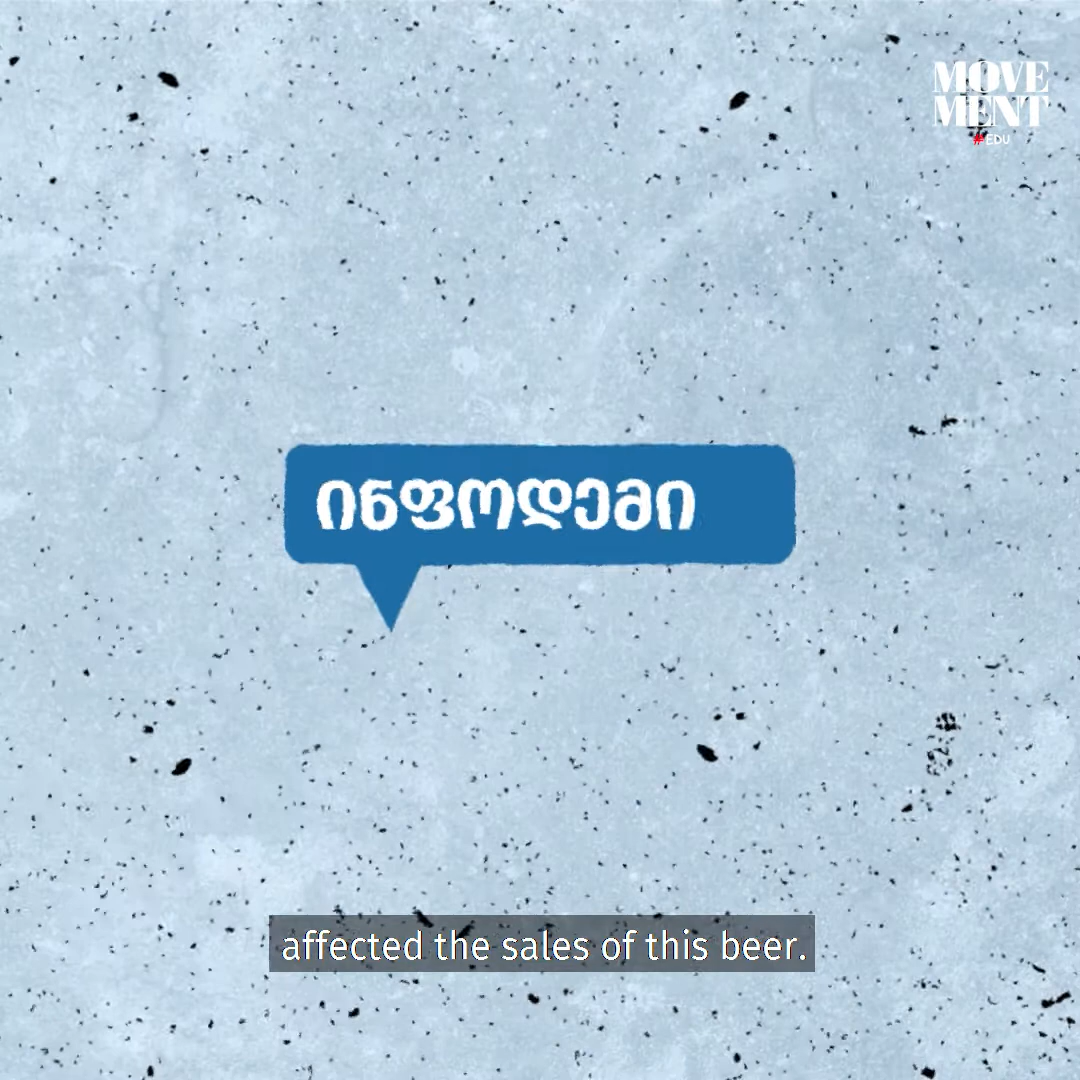 MOVE
MENT
#EDU
ინფოდემი
affected the sales of this beer.